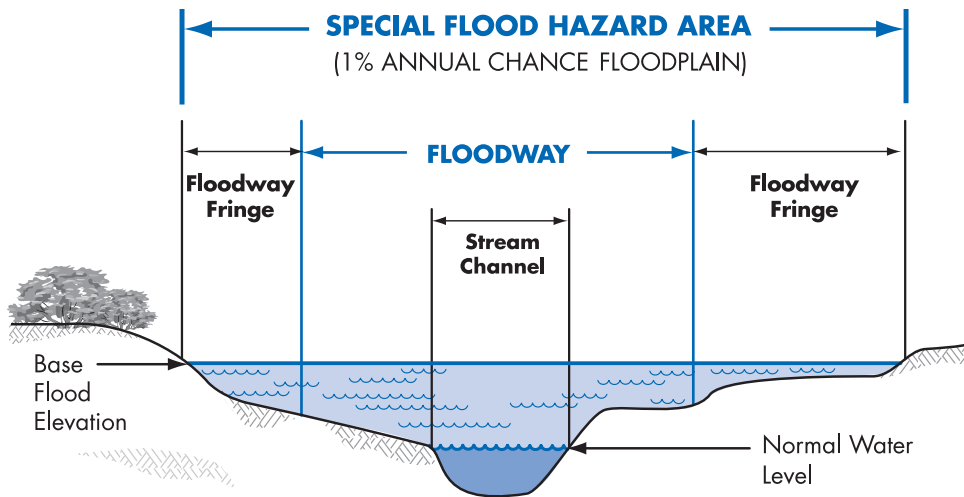 SPECIAL FLOOD HAZARD AREA
(1% ANNUAL CHANCE FLOODPLAIN)
FLOODWAY
Floodway
Fringe
Floodway
Fringe
Stream
Channel
Base
Flood
Elevation
Normal Water
Level